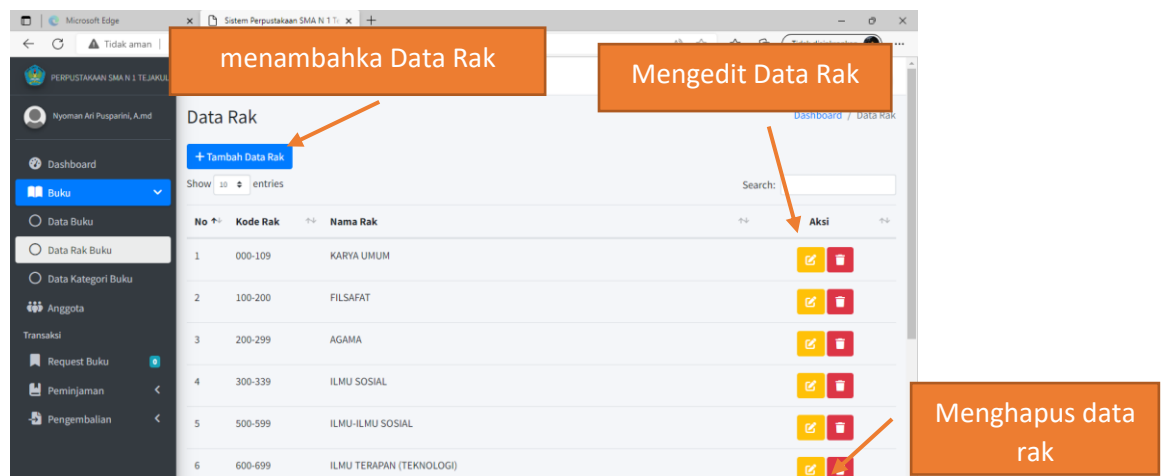 Microsoft Edge
Sistem Perpustakaan SMA N 1 Te
Tidak aman
menambahka Data Rak
Mengedit Data Rak
PERPUSTAKAAN SMA N 1 TEJAKUL
Nyoman Ari Pusparini, A.md
Data Rak
Dashboard / Data Rak
+ Tambah Data Rak
Show 10 entries
Search:
Dashboard
Buku
Data Buku
Data Rak Buku
Data Kategori Buku
Anggota
Transaksi
Request Buku 0
Peminjaman
Pengembalian
No Kode Rak Nama Rak Aksi
1 000-109 KARYA UMUM
2 100-200 FILSAFAT
3 200-299 AGAMA
4 300-339 ILMU SOSIAL
5 500-599 ILMU-ILMU SOSIAL
6 600-699 ILMU TERAPAN (TEKNOLOGI)
Menghapus data
rak